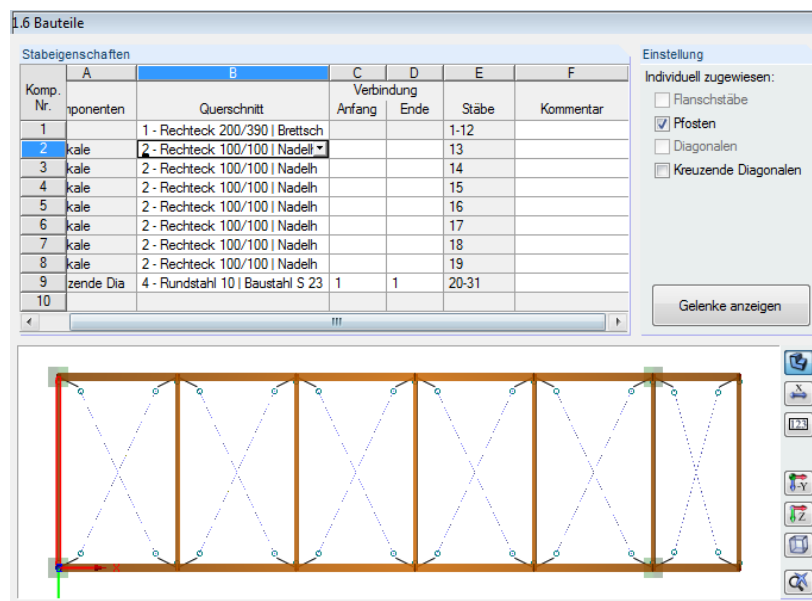 1.6 Bauteile
Stabeigenschaften
A B C D E F
Komp. Nr. nponenten Querschnitt Verbindung Anfang Ende Stäbe Kommentar
1 1 - Rechteck 200/390 | Brettsch 1-12
2 kale 2 - Rechteck 100/100 | Nadelh 13
3 kale 2 - Rechteck 100/100 | Nadelh 14
4 kale 2 - Rechteck 100/100 | Nadelh 15
5 kale 2 - Rechteck 100/100 | Nadelh 16
6 kale 2 - Rechteck 100/100 | Nadelh 17
7 kale 2 - Rechteck 100/100 | Nadelh 18
8 kale 2 - Rechteck 100/100 | Nadelh 19
9 zende Dia 4 - Rundstahl 10 | Baustahl S 23 1 1 20-31
10
Einstellung
Individuell zugewiesen:
Flanschstäbe
Pfosten
Diagonalen
Kreuzende Diagonalen
Gelenke anzeigen
X
X
123
-Y
Z